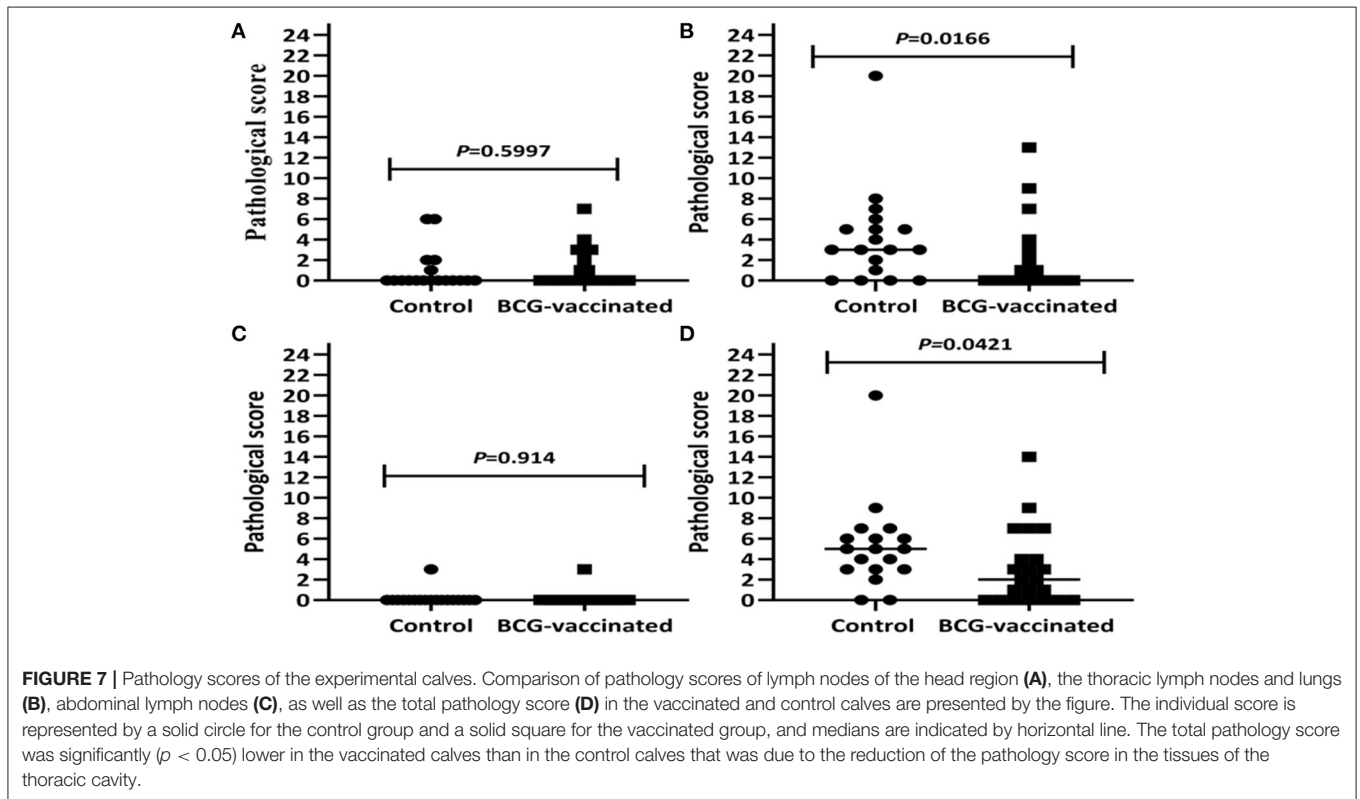 A
Pathological score
24
22
20
18
16
14
12
10
8
6
4
2
0
P=0.5997
Control
BCG-vaccinated
B
Pathological score
24
22
20
18
16
14
12
10
8
6
4
2
0
P=0.0166
Control
BCG-vaccinated
C
Pathological score
24
22
20
18
16
14
12
10
8
6
4
2
0
P=0.914
Control
BCG-vaccinated
D
Pathological score
24
22
20
18
16
14
12
10
8
6
4
2
0
P=0.0421
Control
BCG-vaccinated
FIGURE 7 | Pathology scores of the experimental calves. Comparison of pathology scores of lymph nodes of the head region (A), the thoracic lymph nodes and lungs
(B), abdominal lymph nodes (C), as well as the total pathology score (D) in the vaccinated and control calves are presented by the figure. The individual score is
represented by a solid circle for the control group and a solid square for the vaccinated group, and medians are indicated by horizontal line. The total pathology score
was significantly (p < 0.05) lower in the vaccinated calves than in the control calves that was due to the reduction of the pathology score in the tissues of the
thoracic cavity.